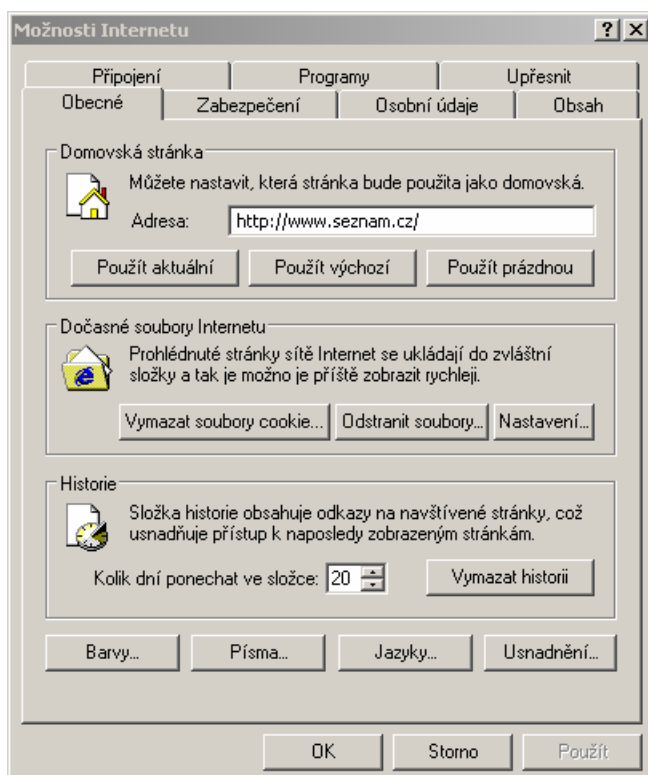 Možnosti Internetu
Připojení Programy Upřesnit
Obecné Zabezpečení Osobní údaje Obsah
Domovská stránka
Můžete nastavit, která stránka bude použita jako domovská.
Adresa: http://www.seznam.cz/
Použít aktuální Použít výchozí Použít prázdnou
Dočasné soubory Internetu
Prohlédnuté stránky sítě Internet se ukládají do zvláštní
složky a tak je možno je příště zobrazit rychleji.
Vymazat soubory cookie... Odstranit soubory... Nastavení...
Historie
Složka historie obsahuje odkazy na navštívené stránky, což
usnadňuje přístup k naposledy zobrazeným stránkám.
Kolik dní ponechat ve složce: 20 Vymazat historii
Barvy... Písma... Jazyky... Usnadnění...
OK Storno Použít